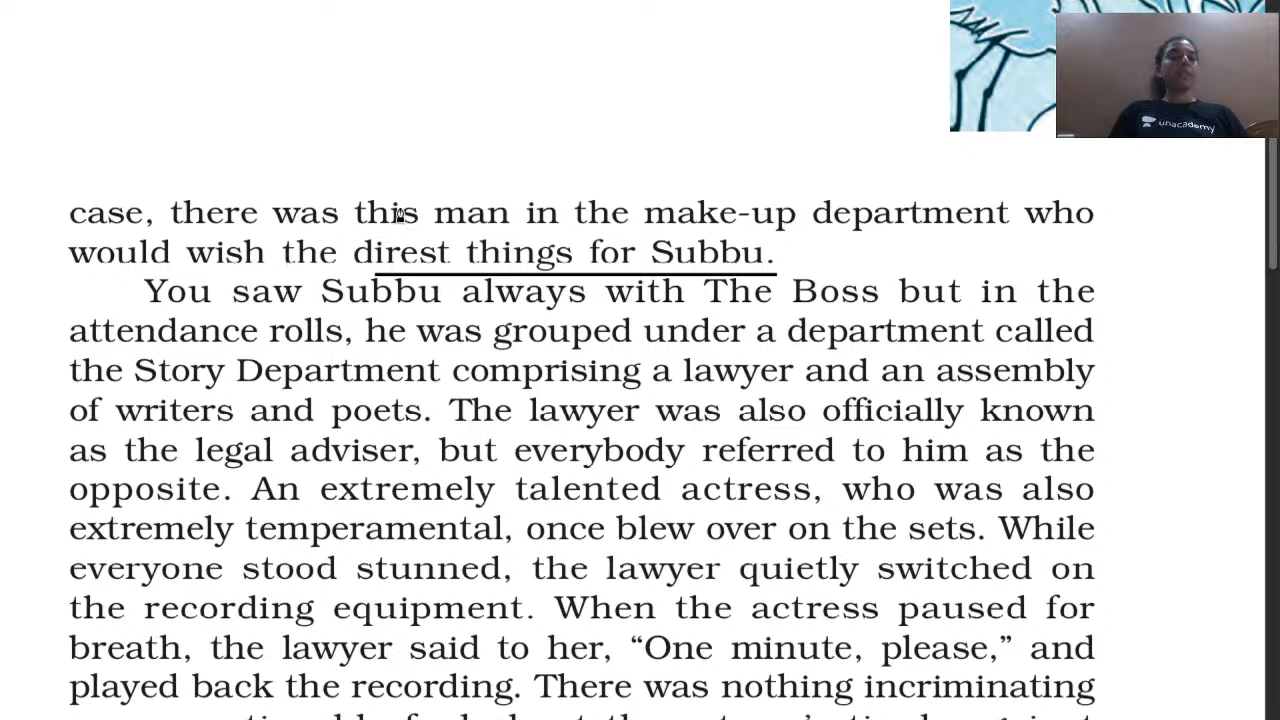 unacademy
case, there was this man in the make-up department who
would wish the direst things for Subbu.
You saw Subbu always with The Boss but in the
attendance rolls, he was grouped under a department called
the Story Department comprising a lawyer and an assembly
of writers and poets. The lawyer was also officially known
as the legal adviser, but everybody referred to him as the
opposite. An extremely talented actress, who was also
extremely temperamental, once blew over on the sets. While
everyone stood stunned, the lawyer quietly switched on
the recording equipment. When the actress paused for
breath, the lawyer said to her, “One minute, please,” and
played back the recording. There was nothing incriminating